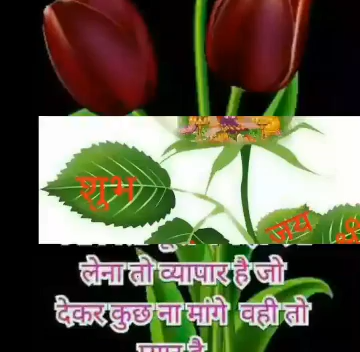 शुभ
जय
लेना तो व्यापार है जो
देकर कुछ ना मांगे वही तो